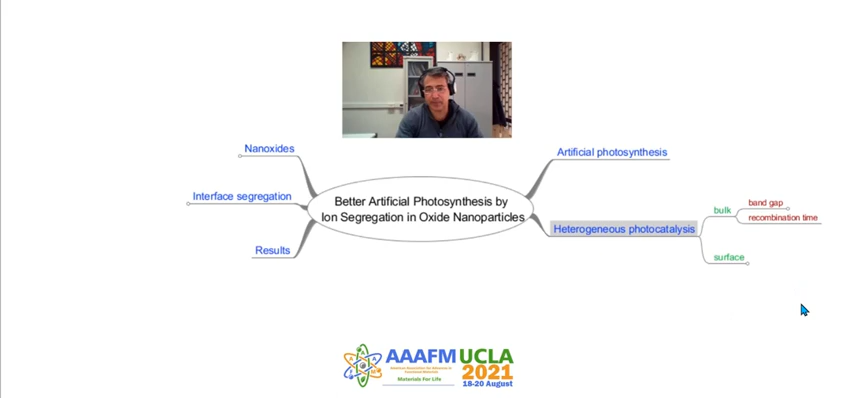 Nanoxides
Interface segregation
Results
Better Artificial Photosynthesis by
Ion Segregation in Oxide Nanoparticles
Artificial photosynthesis
Heterogeneous photocatalysis
bulk
band gap
recombination time
surface
AAAFM UCLA
2021
18-20 August
Materials For Life